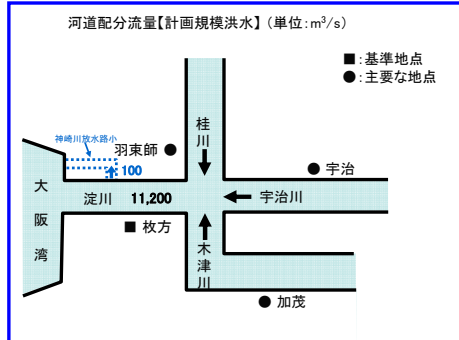 河道配分流量【計画規模洪水】(単位:m³/s)
■:基準地点
●:主要な地点
神崎川放水路小
羽束師●
桂川
100
●宇治
大阪湾
淀川
11,200
宇治川
■枚方
木津川
●加茂